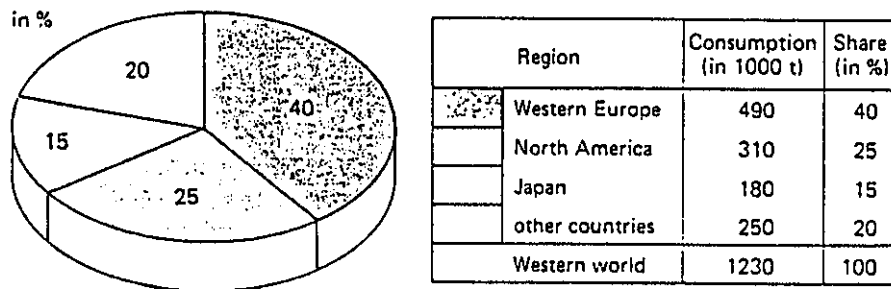 in %
20
40
15
25
Region Consumption (in 1000 t) Share (in %)
Western Europe 490 40
North America 310 25
Japan 180 15
other countries 250 20
Western world 1230 100